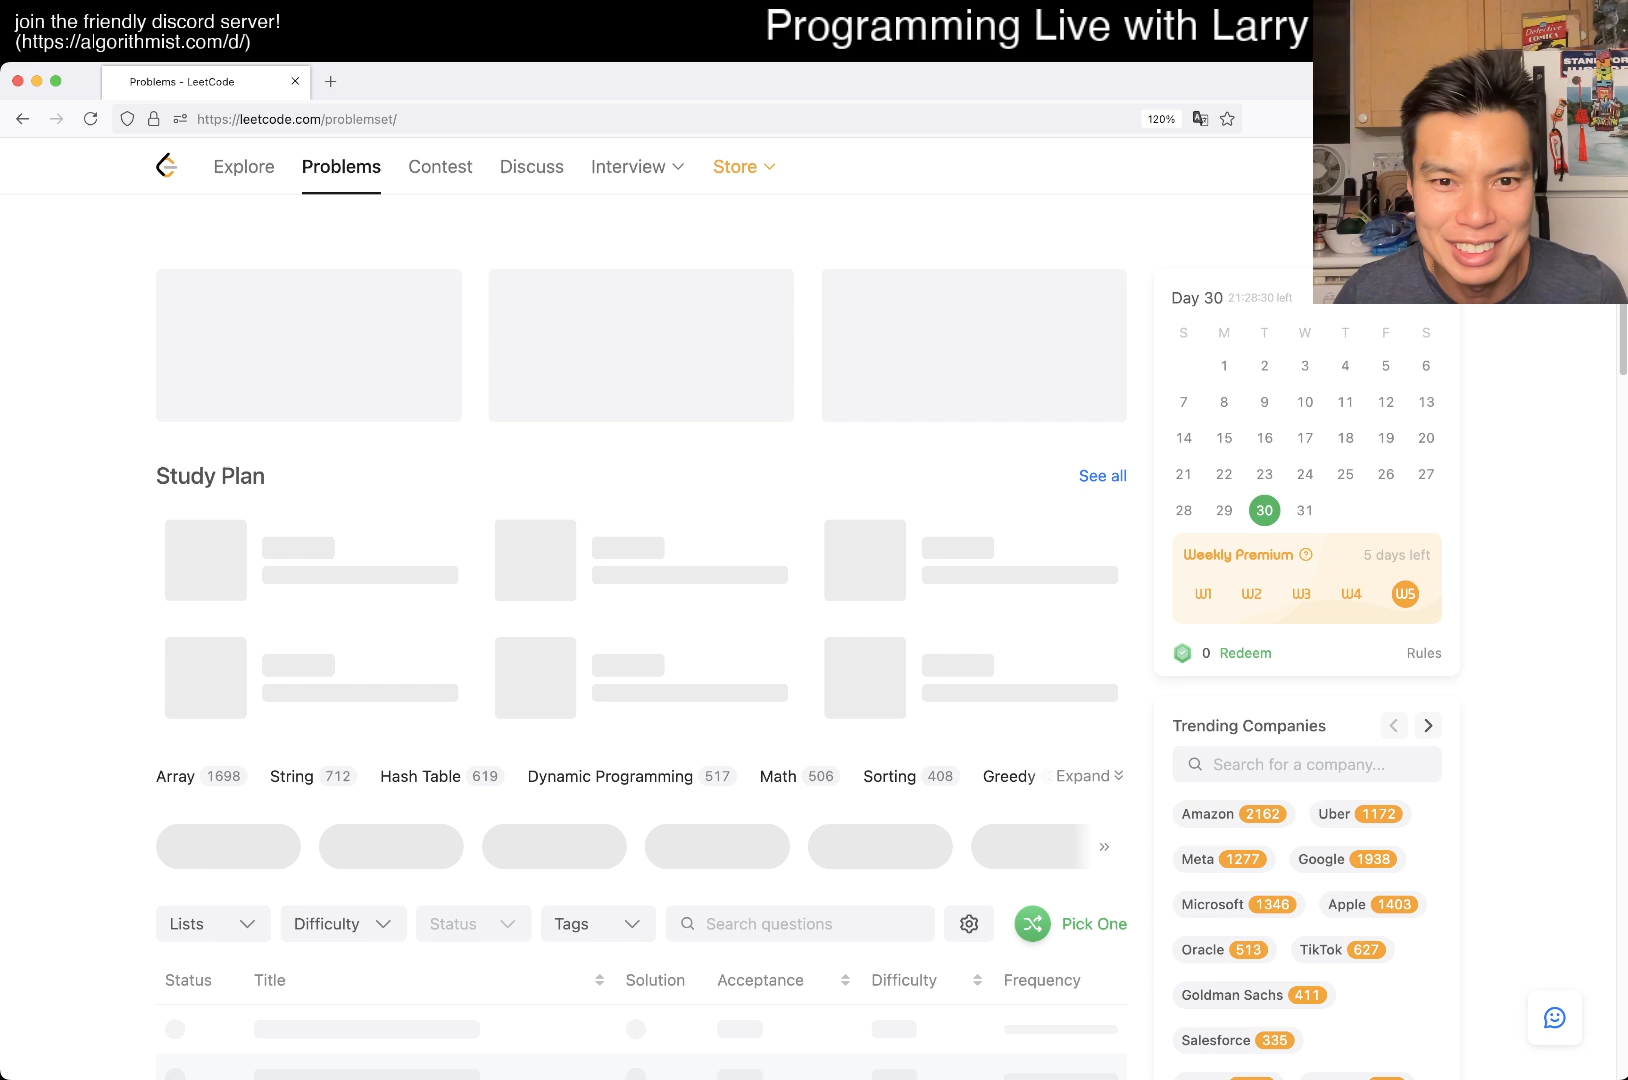 join the friendly discord server!
(https://algorithmist.com/d/)
Programming Live with Larry
Problems - LeetCode
https://leetcode.com/problemset/
120%
Explore
Problems
Contest
Discuss
Interview
Store
Day 30 21:28:30 left
S M T W T F S
1 2 3 4 5 6
7 8 9 10 11 12 13
14 15 16 17 18 19 20
21 22 23 24 25 26 27
28 29 30 31
Weekly Premium 5 days left
W1 W2 W3 W4 W5
0 Redeem Rules
Study Plan
See all
Array 1698 String 712 Hash Table 619 Dynamic Programming 517 Math 506 Sorting 408 Greedy Expand
Lists Difficulty Status Tags Search questions Pick One
Status Title Solution Acceptance Difficulty Frequency
Trending Companies
Search for a company...
Amazon 2162 Uber 1172
Meta 1277 Google 1938
Microsoft 1346 Apple 1403
Oracle 513 TikTok 627
Goldman Sachs 411
Salesforce 335